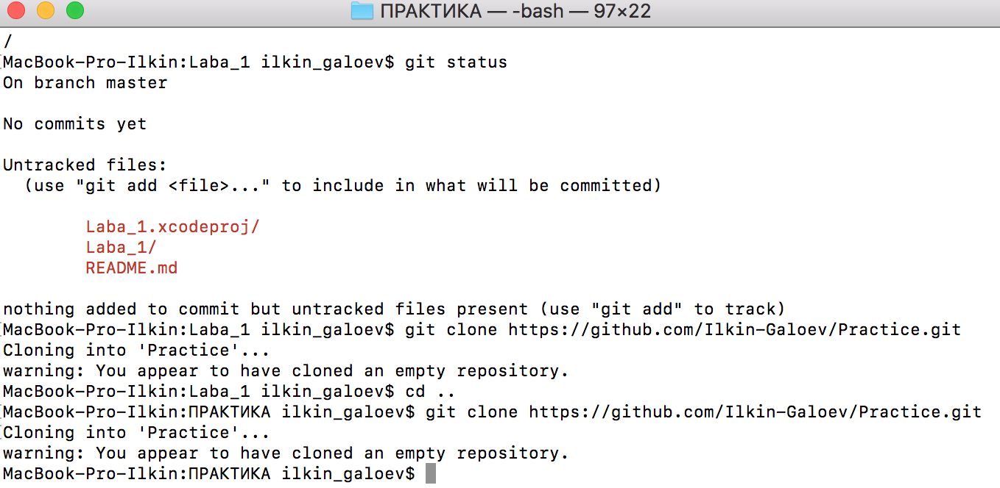 ПРАКТИКА — -bash — 97×22
/
MacBook-Pro-Ilkin:Laba_1 ilkin_galoev$ git status
On branch master
No commits yet
Untracked files:
  (use "git add <file>..." to include in what will be committed)
        Laba_1.xcodeproj/
        Laba_1/
        README.md
nothing added to commit but untracked files present (use "git add" to track)
MacBook-Pro-Ilkin:Laba_1 ilkin_galoev$ git clone https://github.com/Ilkin-Galoev/Practice.git
Cloning into 'Practice'...
warning: You appear to have cloned an empty repository.
MacBook-Pro-Ilkin:Laba_1 ilkin_galoev$ cd ..
MacBook-Pro-Ilkin:ПРАКТИКА ilkin_galoev$ git clone https://github.com/Ilkin-Galoev/Practice.git
Cloning into 'Practice'...
warning: You appear to have cloned an empty repository.
MacBook-Pro-Ilkin:ПРАКТИКА ilkin_galoev$